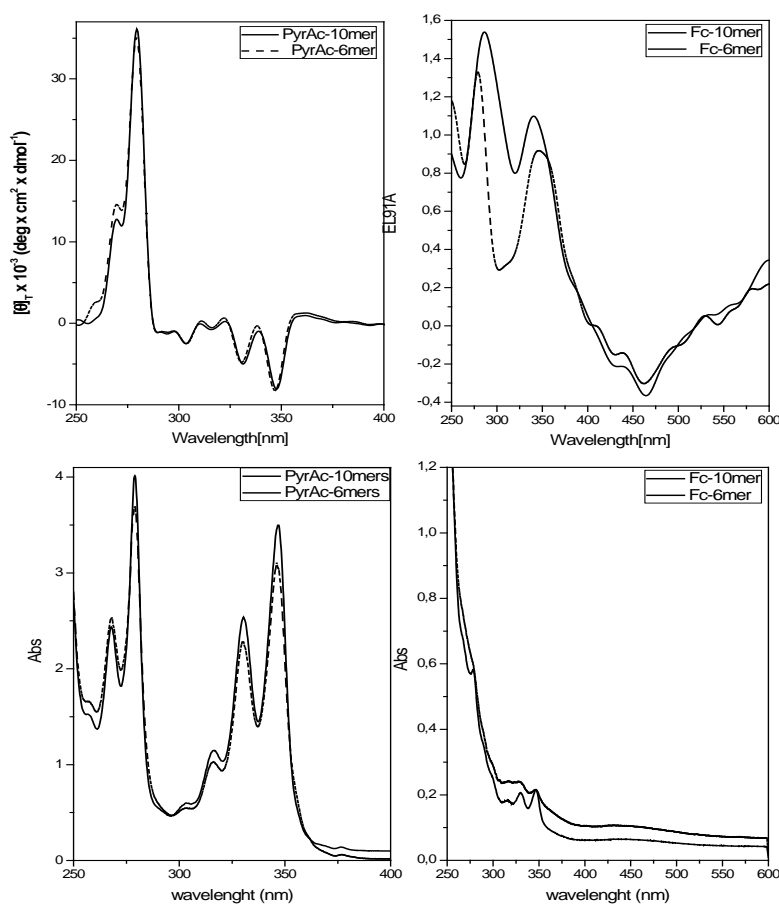 PyrAc-10mer
PyrAc-6mer
[θ]T x 10-3 (deg x cm2 x dmol-1)
30
20
10
0
-10
250 300 350 400
Wavelength[nm]
Fc-10mer
Fc-6mer
EL91A
1,6
1,4
1,2
1,0
0,8
0,6
0,4
0,2
0,0
-0,2
-0,4
250 300 350 400 450 500 550 600
Wavelength[nm]
PyrAc-10mers
PyrAc-6mers
Abs
4
3
2
1
0
250 300 350 400
wavelenght (nm)
Fc-10mer
Fc-6mer
Abs
1,2
1,0
0,8
0,6
0,4
0,2
0,0
250 300 350 400 450 500 550 600
wavelenght (nm)